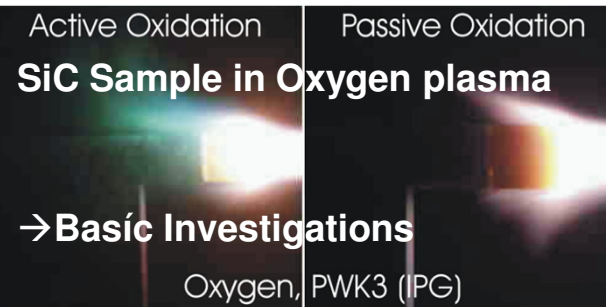 Active Oxidation
Passive Oxidation
SiC Sample in Oxygen plasma
→Basíc Investigations
Oxygen, PWK3 (IPG)